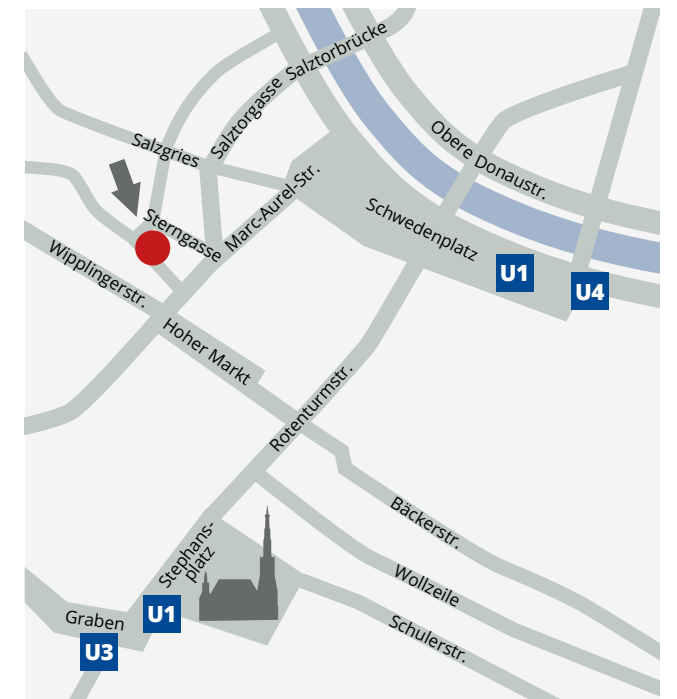 Salztorbrücke
Salztorgasse
Obere Donaustr.
Salzgries
Marc-Aurel-Str.
Sterngasse
Schwedenplatz
Wipplingerstr.
U1
U4
Hoher Markt
Rotenturmstr.
Bäckerstr.
Stephans-
platz
Wollzeile
U1
Graben
Schulerstr.
U3